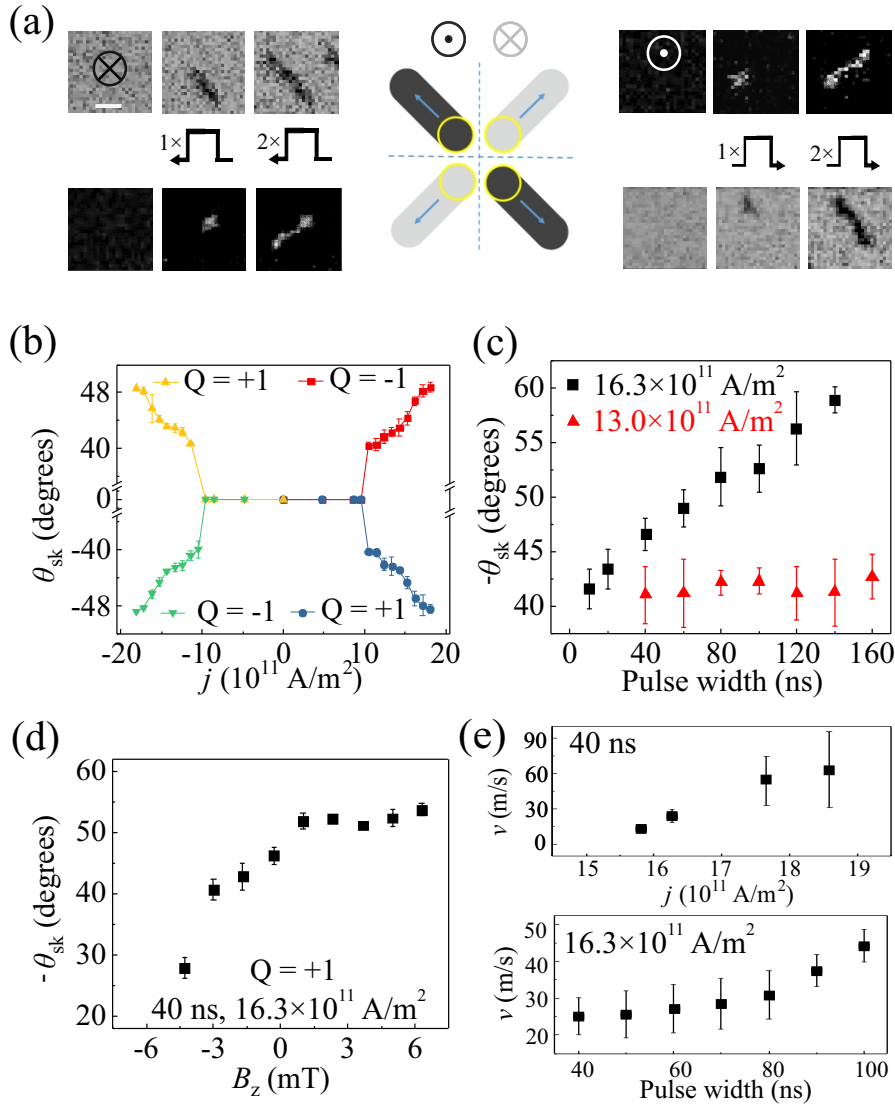 (a)
1×
2×
1×
2×
(b)
Q = +1
Q = -1
48
40
0
-40
-48
θsk (degrees)
Q = -1
Q = +1
-20
-10
0
10
20
j (10¹¹ A/m²)
(c)
16.3×10¹¹ A/m²
13.0×10¹¹ A/m²
60
55
50
45
40
-θsk (degrees)
0
40
80
120
160
Pulse width (ns)
(d)
60
50
40
30
20
- θsk (degrees)
Q = +1
40 ns, 16.3×10¹¹ A/m²
-6
-3
0
3
6
Bz (mT)
(e)
40 ns
90
60
30
0
v (m/s)
15
16
17
18
19
j (10¹¹ A/m²)
16.3×10¹¹ A/m²
50
40
30
20
v (m/s)
40
60
80
100
Pulse width (ns)